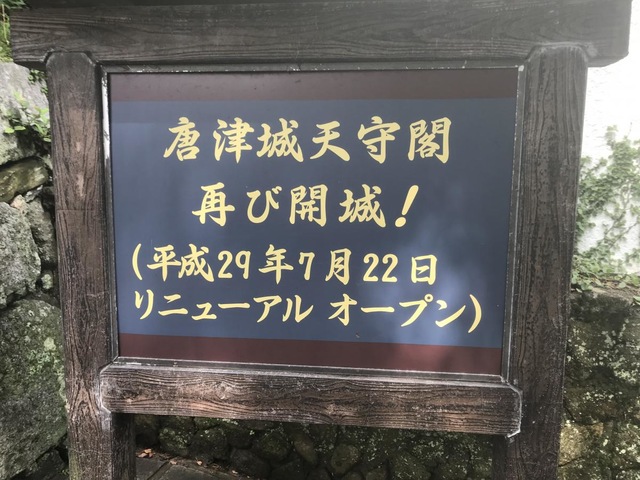 唐津城天守閣
再び開城!
(平成29年7月22日
リニューアル オープン)